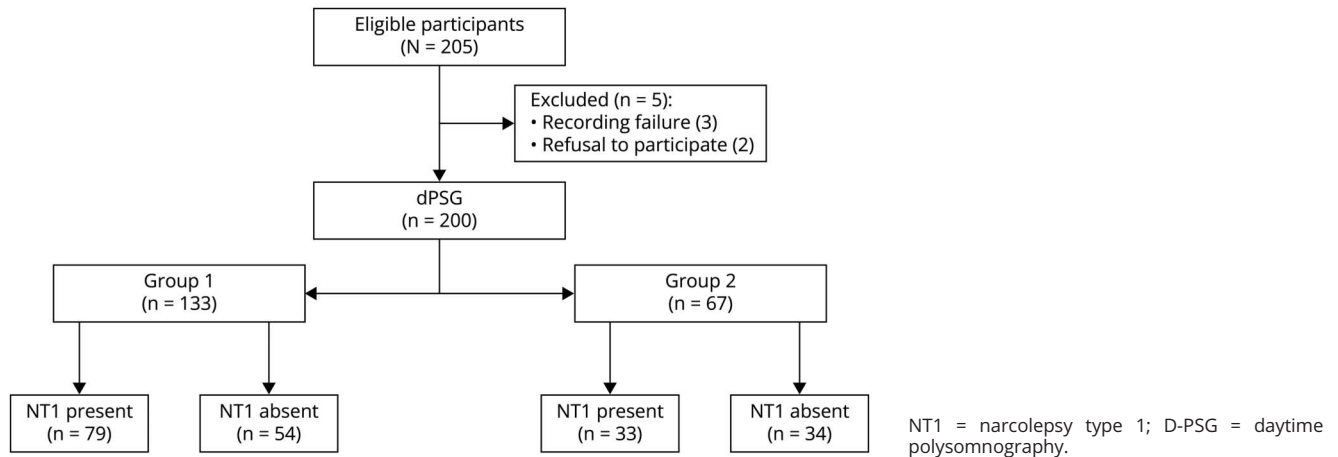 Eligible participants
(N = 205)
Excluded (n = 5):
• Recording failure (3)
• Refusal to participate (2)
dPSG
(n = 200)
Group 1
(n = 133)
Group 2
(n = 67)
NT1 present
(n = 79)
NT1 absent
(n = 54)
NT1 present
(n = 33)
NT1 absent
(n = 34)
NT1 = narcolepsy type 1; D-PSG = daytime
polysomnography.